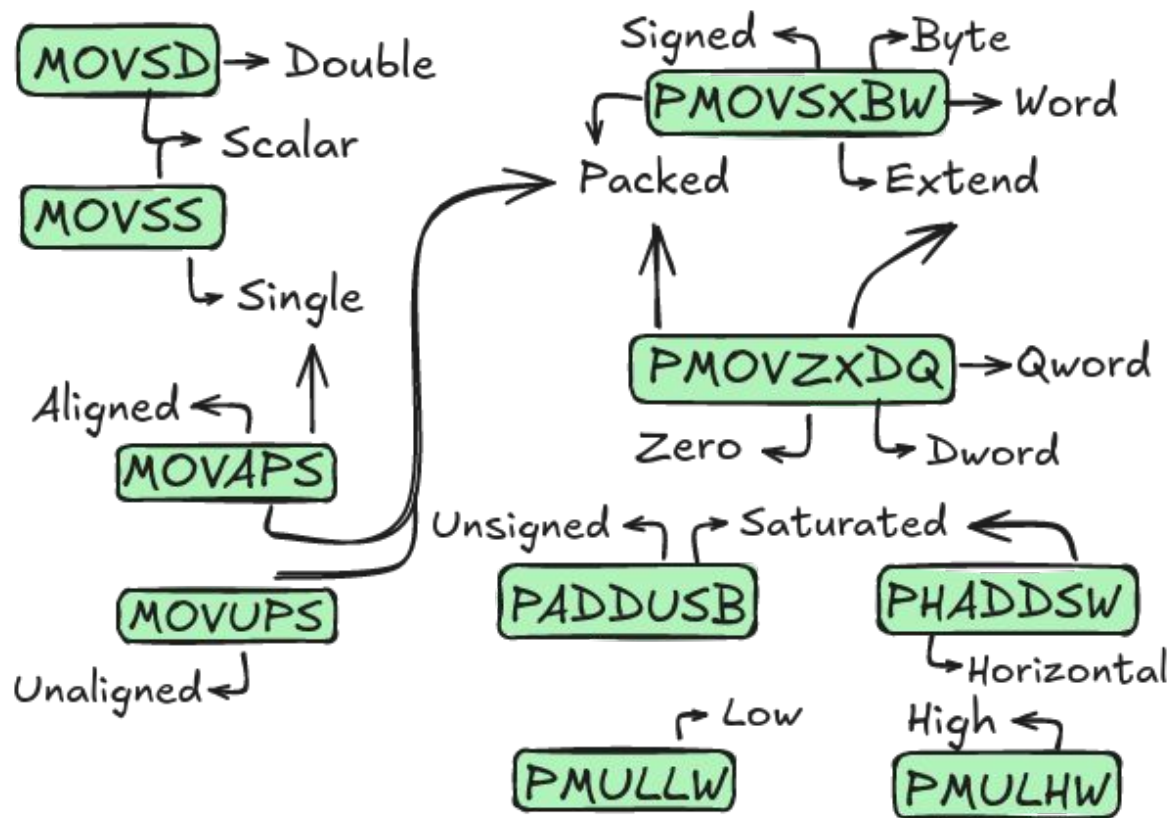 MOVSD
Double
Scalar
MOVSS
Single
Aligned
MOVAPS
MOVUPS
Unaligned
Signed
Byte
PMOVSXBW
Word
Packed
Extend
PMOVZXDQ
Qword
Zero
Dword
Unsigned
Saturated
PADDUSB
PHADDSW
Horizontal
Low
High
PMULLW
PMULHW